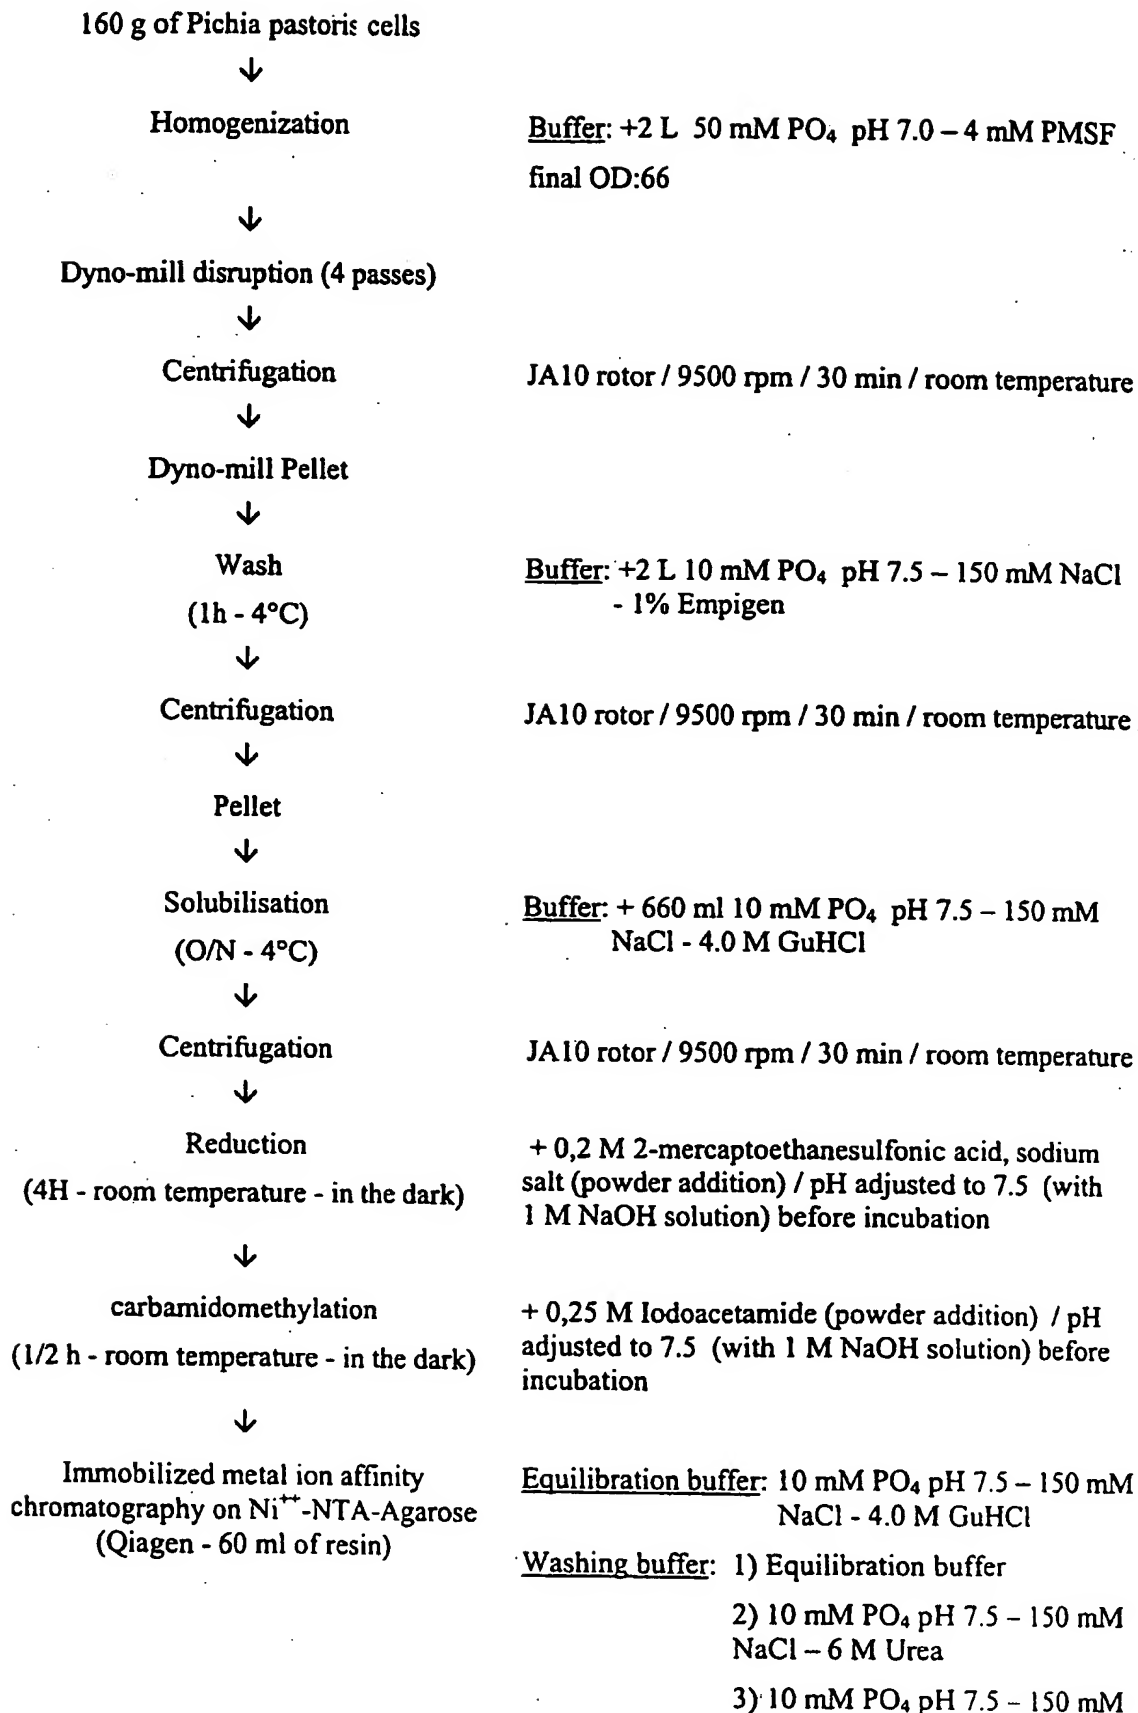 160 g of Pichia pastoris cells
↓
Homogenization
Buffer: +2 L 50 mM PO₄ pH 7.0 – 4 mM PMSF
final OD:66
↓
Dyno-mill disruption (4 passes)
↓
Centrifugation
JA10 rotor / 9500 rpm / 30 min / room temperature
↓
Dyno-mill Pellet
↓
Wash
(1h - 4°C)
Buffer: +2 L 10 mM PO₄ pH 7.5 – 150 mM NaCl
- 1% Empigen
↓
Centrifugation
JA10 rotor / 9500 rpm / 30 min / room temperature
↓
Pellet
↓
Solubilisation
(O/N - 4°C)
Buffer: + 660 ml 10 mM PO₄ pH 7.5 – 150 mM
NaCl - 4.0 M GuHCl
↓
Centrifugation
JA10 rotor / 9500 rpm / 30 min / room temperature
↓
Reduction
(4H - room temperature - in the dark)
+ 0,2 M 2-mercaptoethanesulfonic acid, sodium
salt (powder addition) / pH adjusted to 7.5 (with
1 M NaOH solution) before incubation
↓
carbamidomethylation
(1/2 h - room temperature - in the dark)
+ 0,25 M Iodoacetamide (powder addition) / pH
adjusted to 7.5 (with 1 M NaOH solution) before
incubation
↓
Immobilized metal ion affinity
chromatography on Ni⁺⁺-NTA-Agarose
(Qiagen - 60 ml of resin)
Equilibration buffer: 10 mM PO₄ pH 7.5 – 150 mM
NaCl - 4.0 M GuHCl
Washing buffer: 1) Equilibration buffer
2) 10 mM PO₄ pH 7.5 – 150 mM
NaCl – 6 M Urea
3) 10 mM PO₄ pH 7.5 – 150 mM